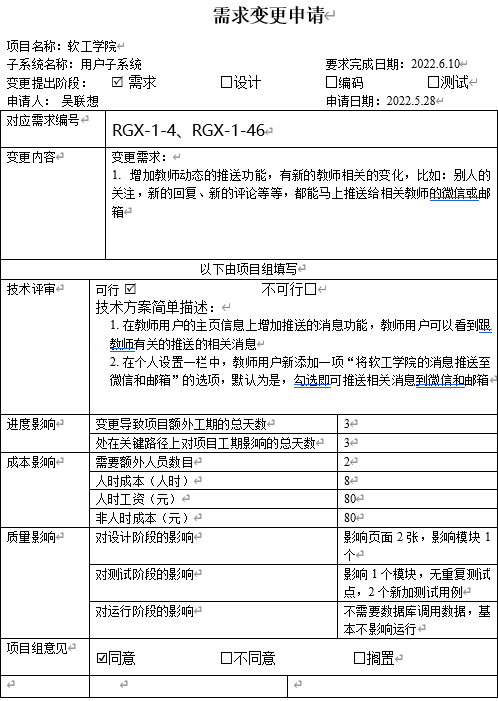 需求变更申请
项目名称：软工学院
子系统名称：用户子系统 要求完成日期：2022.6.10
变更提出阶段： ☑ 需求 □设计 □编码 □测试
申请人： 吴联想 申请日期：2022.5.28
对应需求编号 RGX-1-4、RGX-1-46
变更内容 变更需求：
1. 增加教师动态的推送功能，有新的教师相关的变化，比如：别人的
关注，新的回复、新的评论等等，都能马上推送给相关教师的微信或邮
箱
以下由项目组填写
技术评审 可行 ☑ 不可行□
技术方案简单描述：
1. 在教师用户的主页信息上增加推送的消息功能，教师用户可以看到跟
教师有关的推送的相关消息
2. 在个人设置一栏中，教师用户新添加一项“将软工学院的消息推送至
微信和邮箱”的选项，默认为是，勾选即可推送相关消息到微信和邮箱
进度影响 变更导致项目额外工期的总天数 3
处在关键路径上对项目工期影响的总天数 3
成本影响 需要额外人员数目 2
人时成本（人时） 8
人时工资（元） 80
非人时成本（元） 80
质量影响 对设计阶段的影响 影响页面 2 张，影响模块 1
个
对测试阶段的影响 影响 1 个模块，无重复测试
点，2 个新加测试用例
对运行阶段的影响 不需要数据库调用数据，基
本不影响运行
项目组意见 ☑同意 □不同意 □搁置